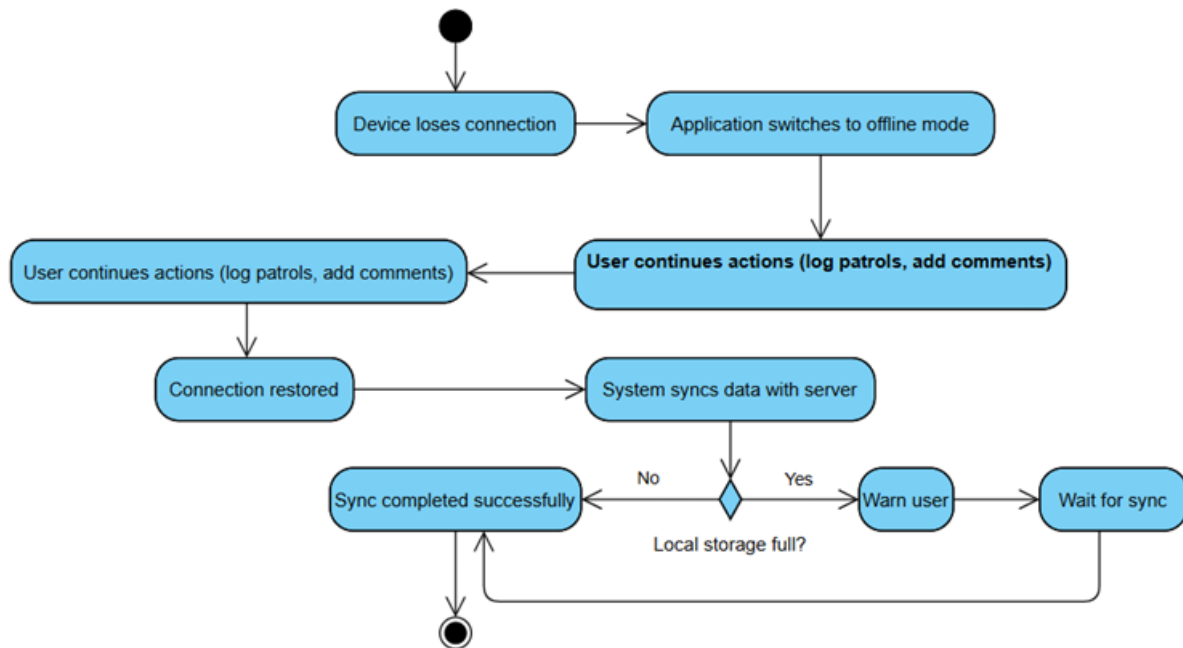 Device loses connection
Application switches to offline mode
User continues actions (log patrols, add comments)
User continues actions (log patrols, add comments)
Connection restored
System syncs data with server
No
Yes
Sync completed successfully
Warn user
Wait for sync
Local storage full?